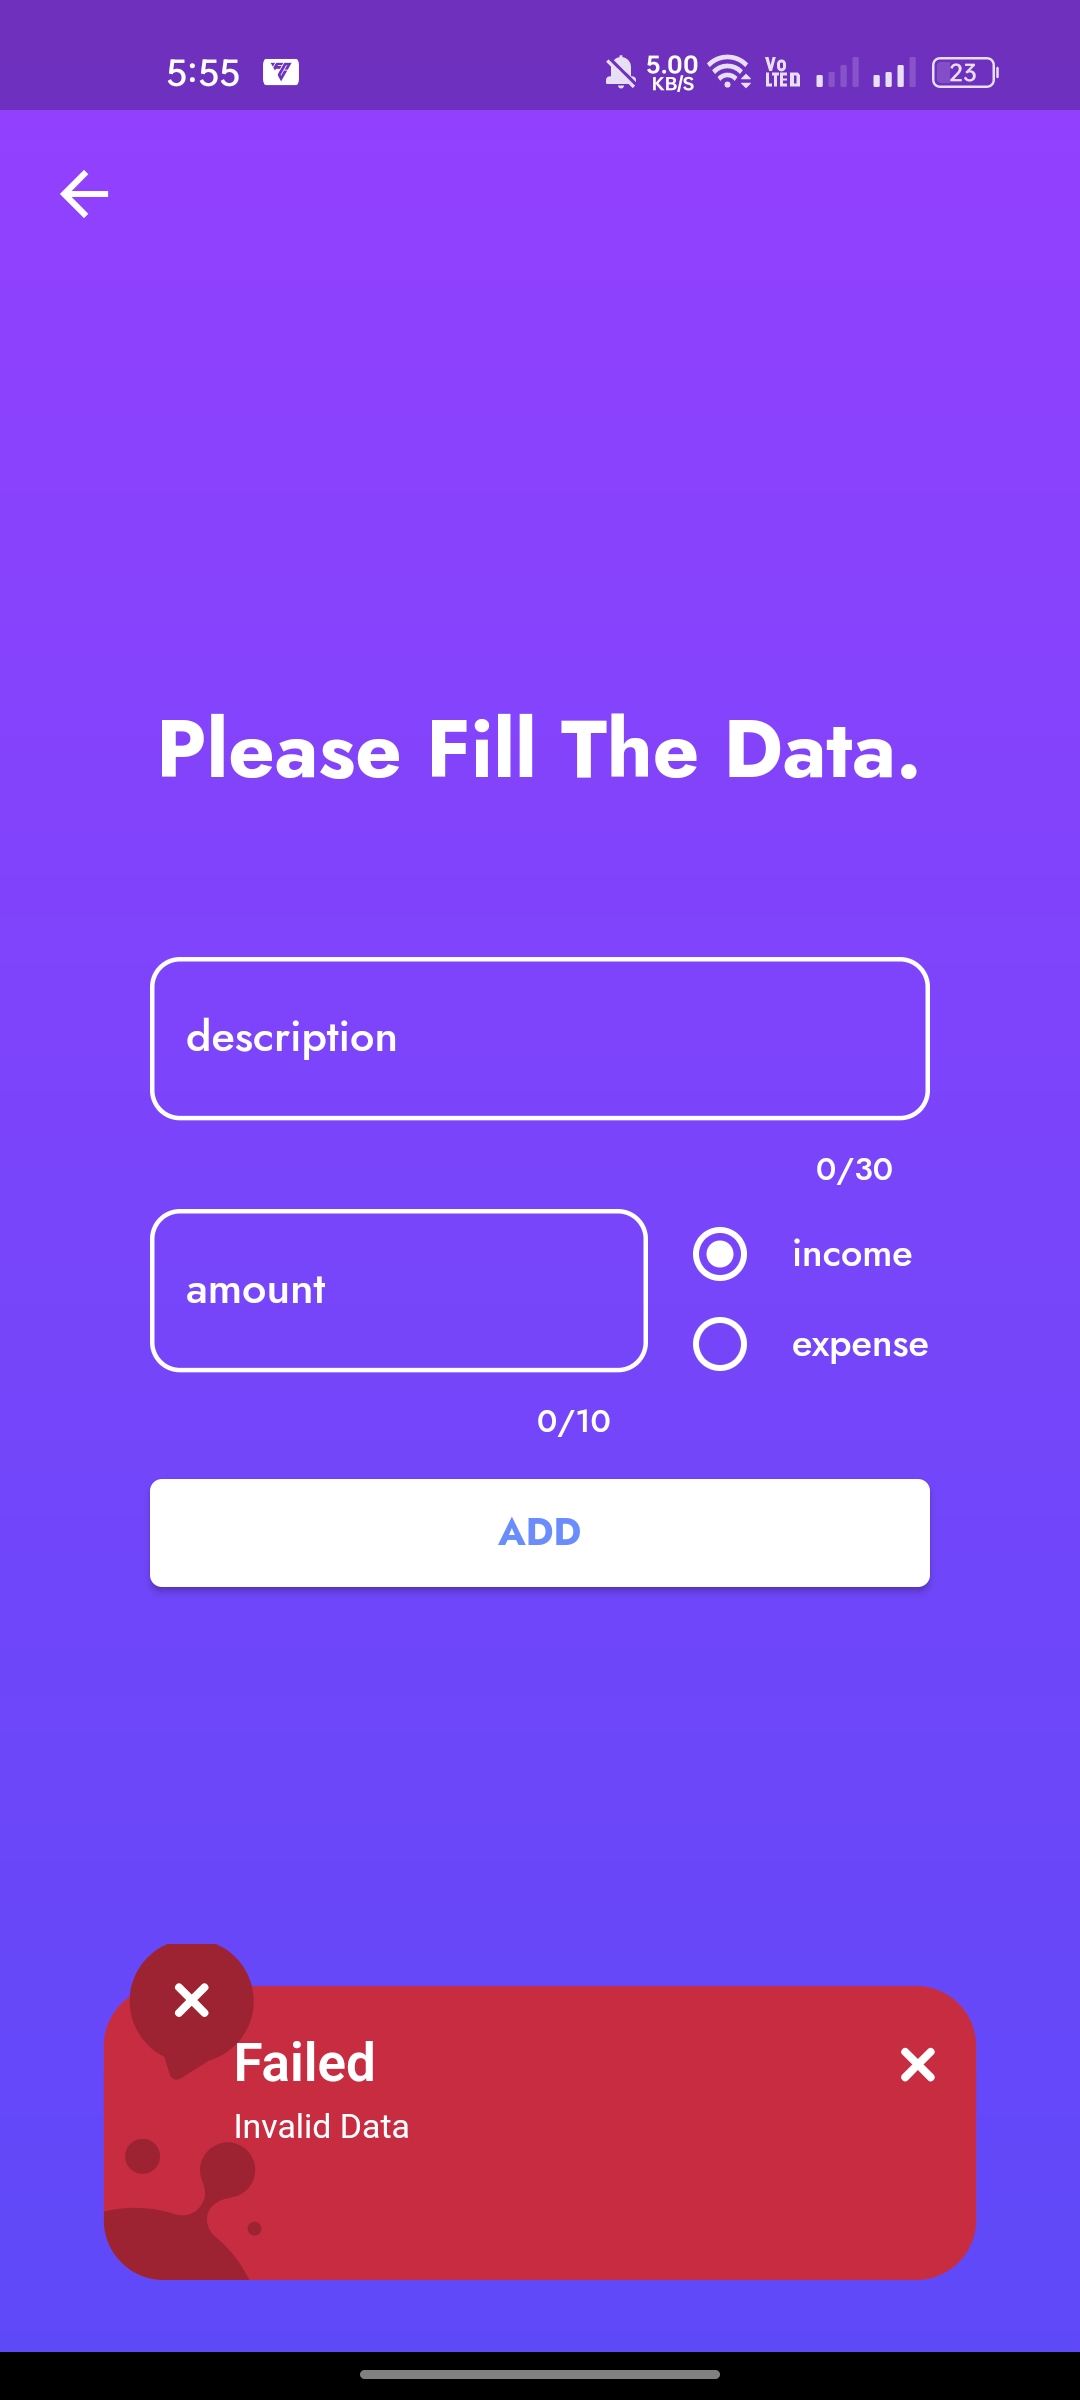 5:55
5.00
KB/S
Vo
LTE D
23
Please Fill The Data.
description
0/30
amount
income
expense
0/10
ADD
Failed
Invalid Data